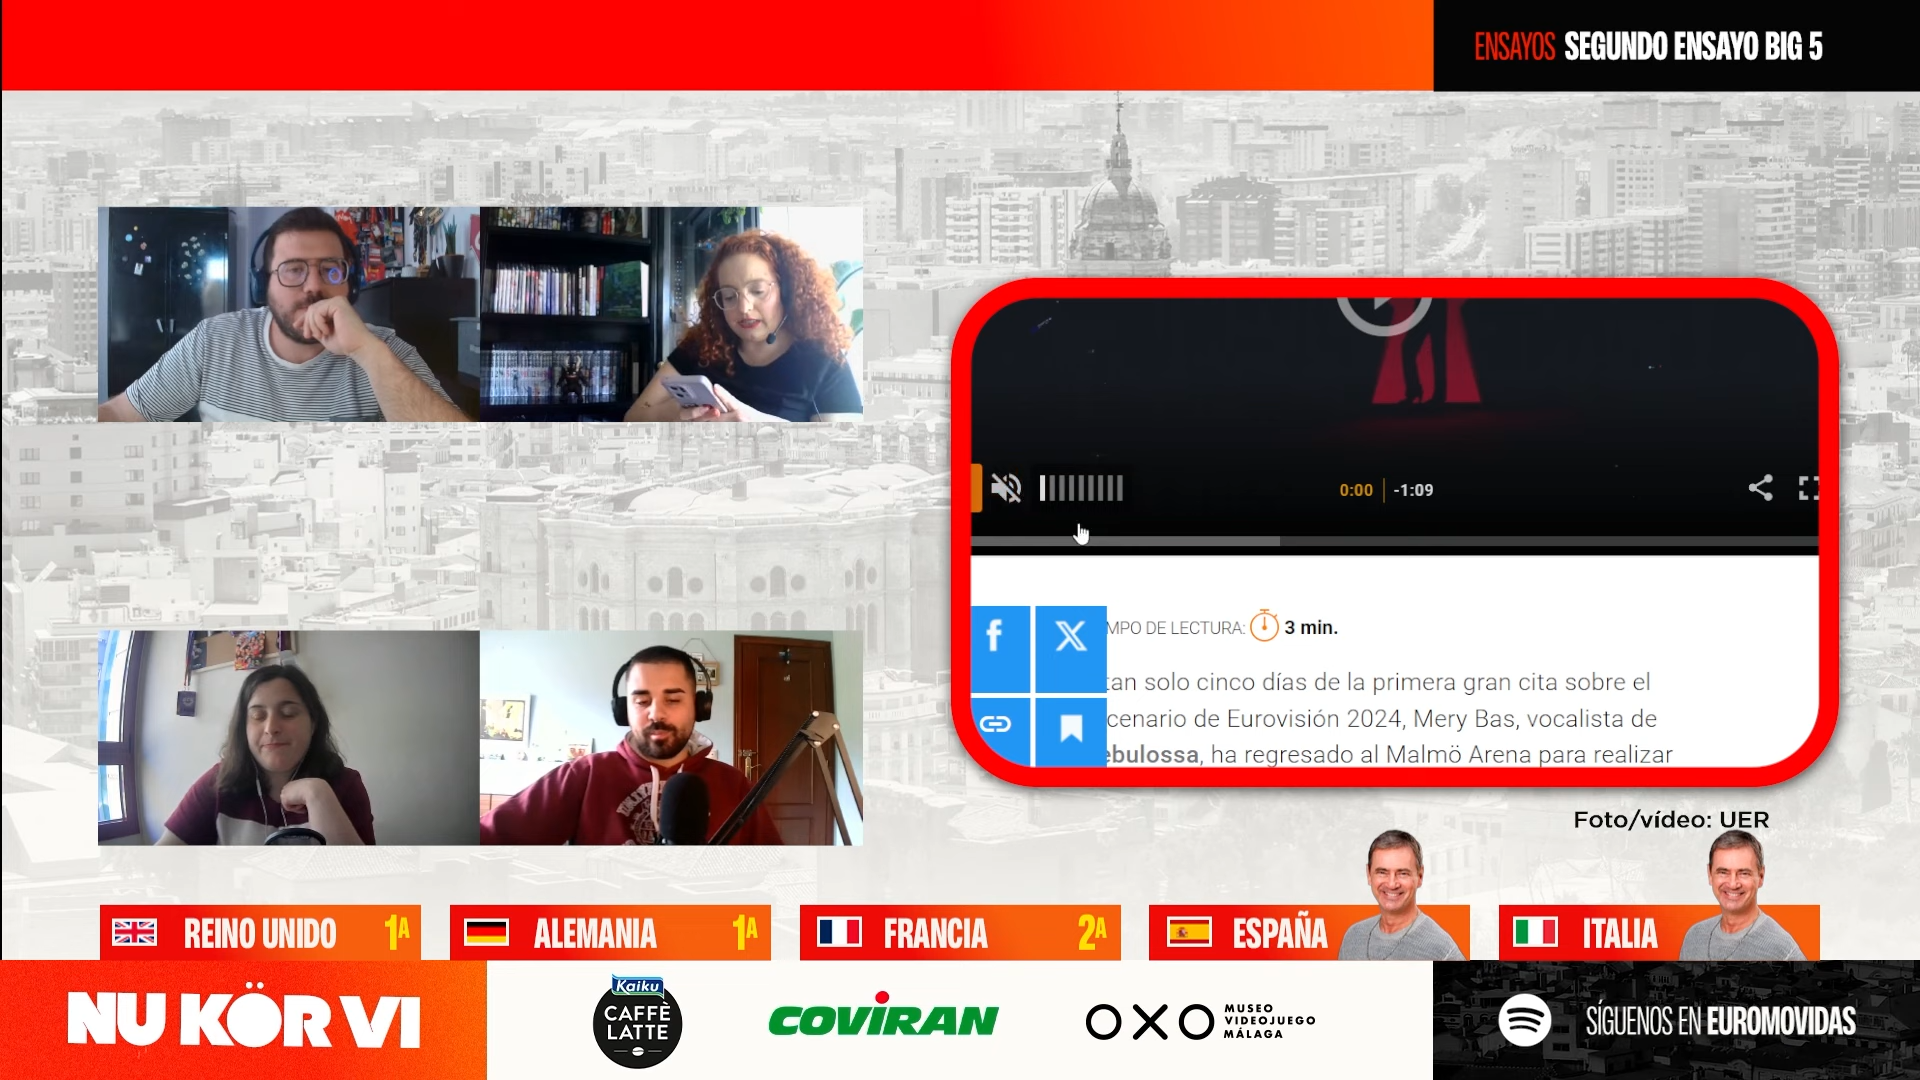 ENSAYOS SEGUNDO ENSAYO BIG 5
0:00 -1:09
MPO DE LECTURA: 3 min.
tan solo cinco días de la primera gran cita sobre el
cenario de Eurovisión 2024, Mery Bas, vocalista de
ebulossa, ha regresado al Malmö Arena para realizar
Foto/vídeo: UER
REINO UNIDO 1A
ALEMANIA 1A
FRANCIA 2A
ESPAÑA
ITALIA
NU KÖR VI
Kaiku
CAFFÈ
LATTE
COVIRAN
OXO MUSEO
VIDEOJUEGO
MÁLAGA
SÍGUENOS EN EUROMOVIDAS